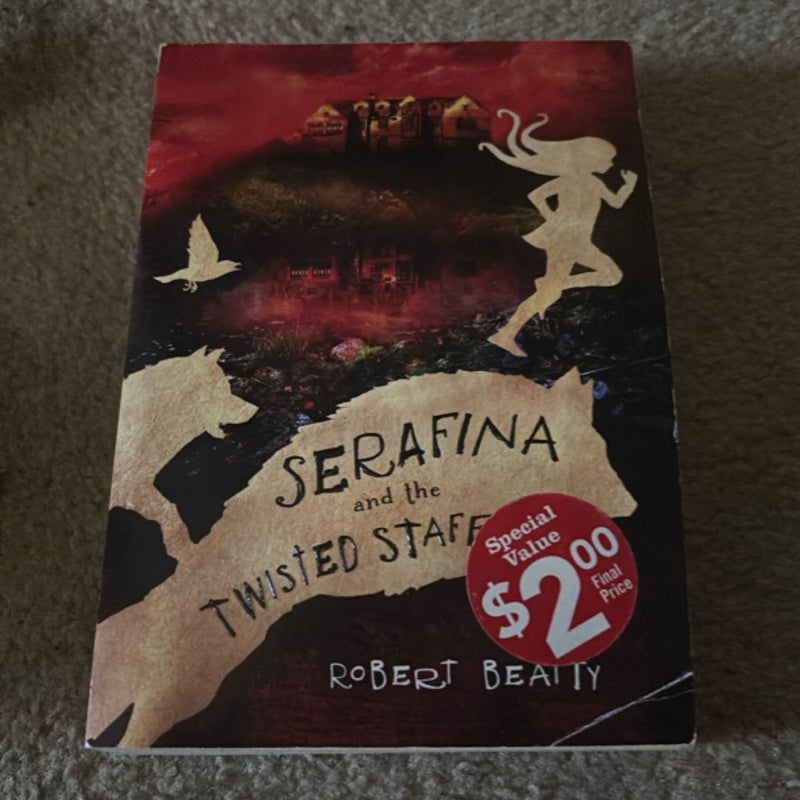 SERAFINA
and the
TWISTED STAFF
Special
Value
$2.00
Final
Price
ROBERT BEATTY